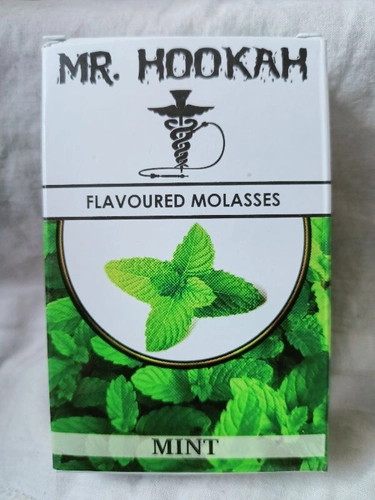 MR. HOOKAH
FLAVOURED MOLASSES
MINT